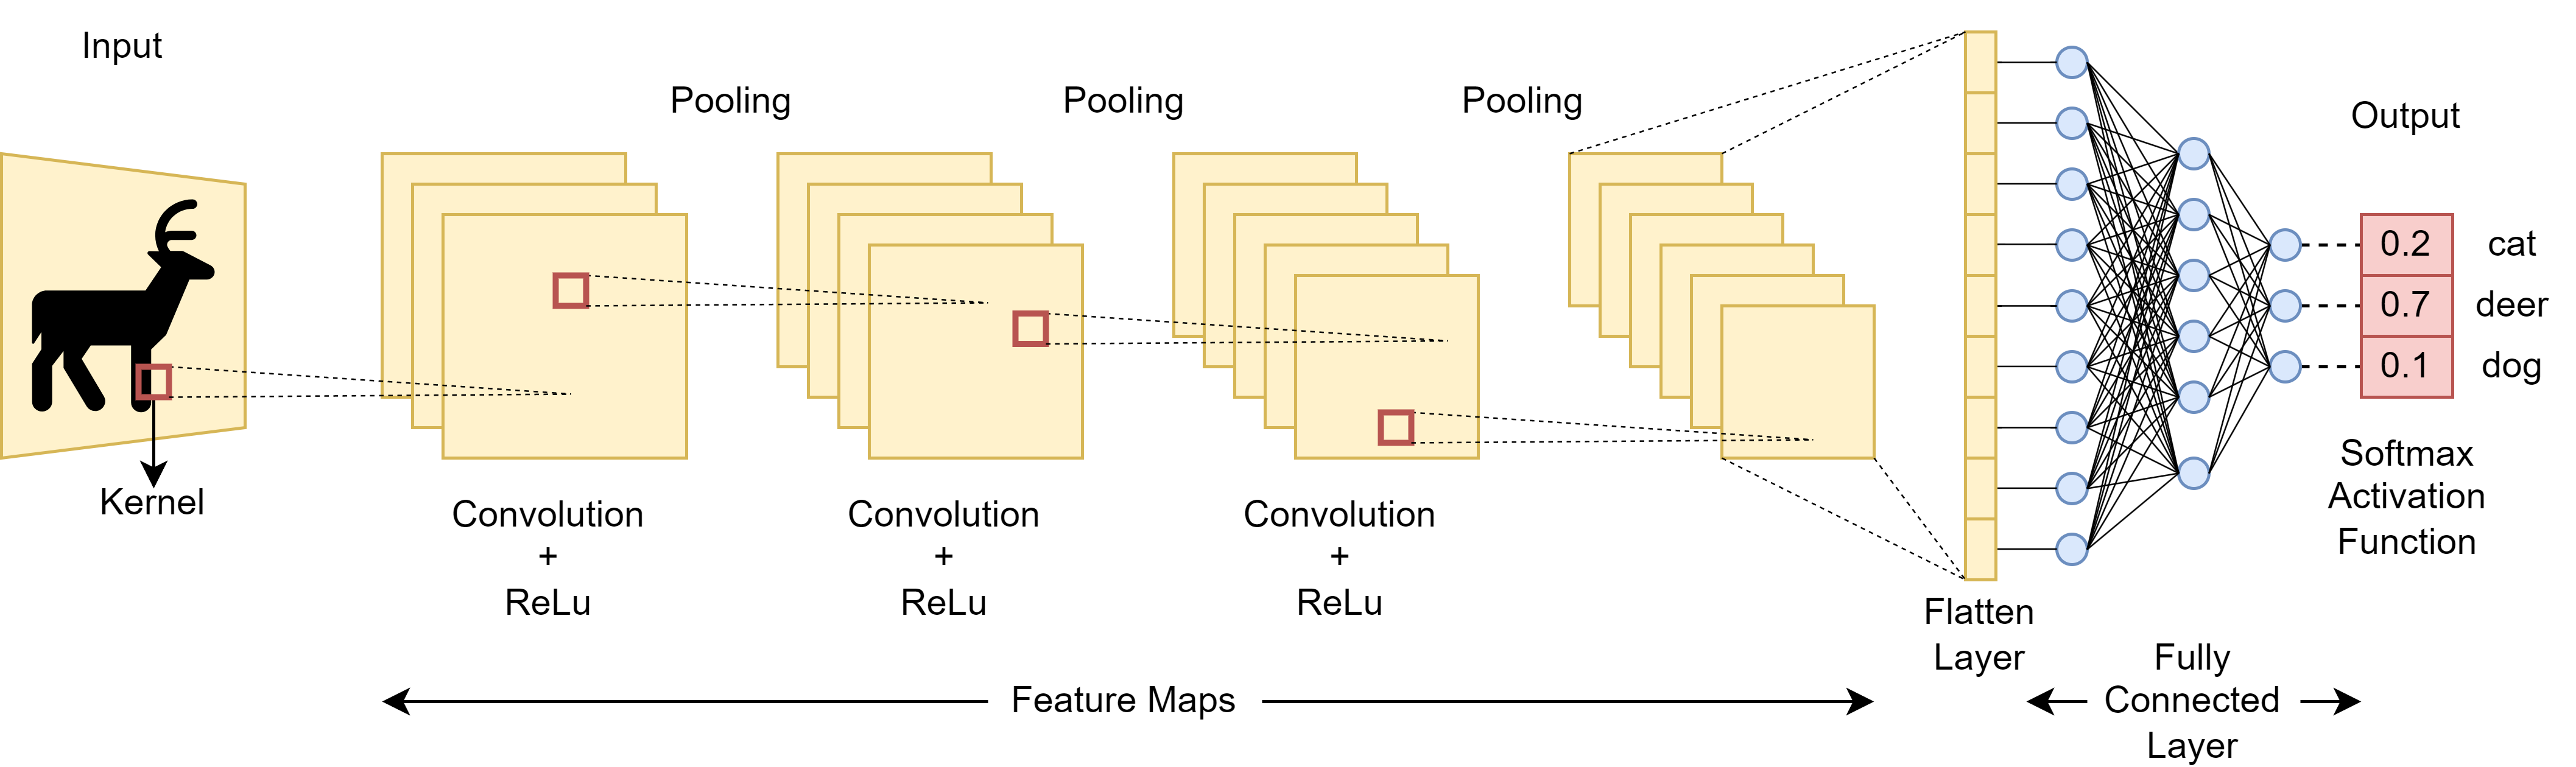 Input
Kernel
Pooling
Pooling
Pooling
Convolution
+
ReLu
Convolution
+
ReLu
Convolution
+
ReLu
Feature Maps
Flatten
Layer
Fully
Connected
Layer
Output
0.2 cat
0.7 deer
0.1 dog
Softmax
Activation
Function